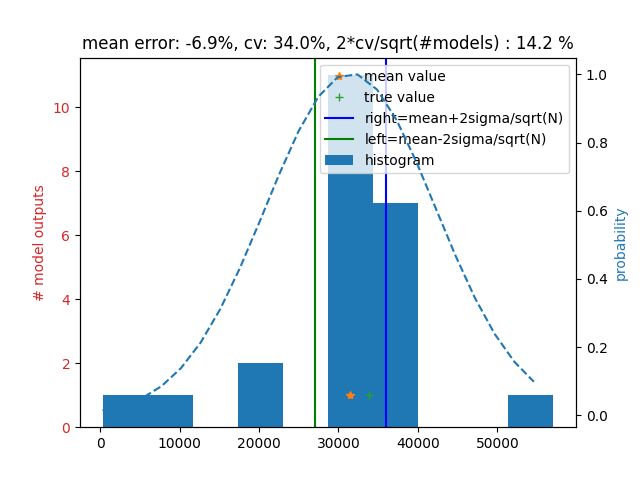 mean error: -6.9%, cv: 34.0%, 2*cv/sqrt(#models) : 14.2 %
mean value
true value
right=mean+2sigma/sqrt(N)
left=mean-2sigma/sqrt(N)
histogram
# model outputs
10
8
6
4
2
0
1.0
0.8
0.6
0.4
0.2
0.0
probability
0 10000 20000 30000 40000 50000